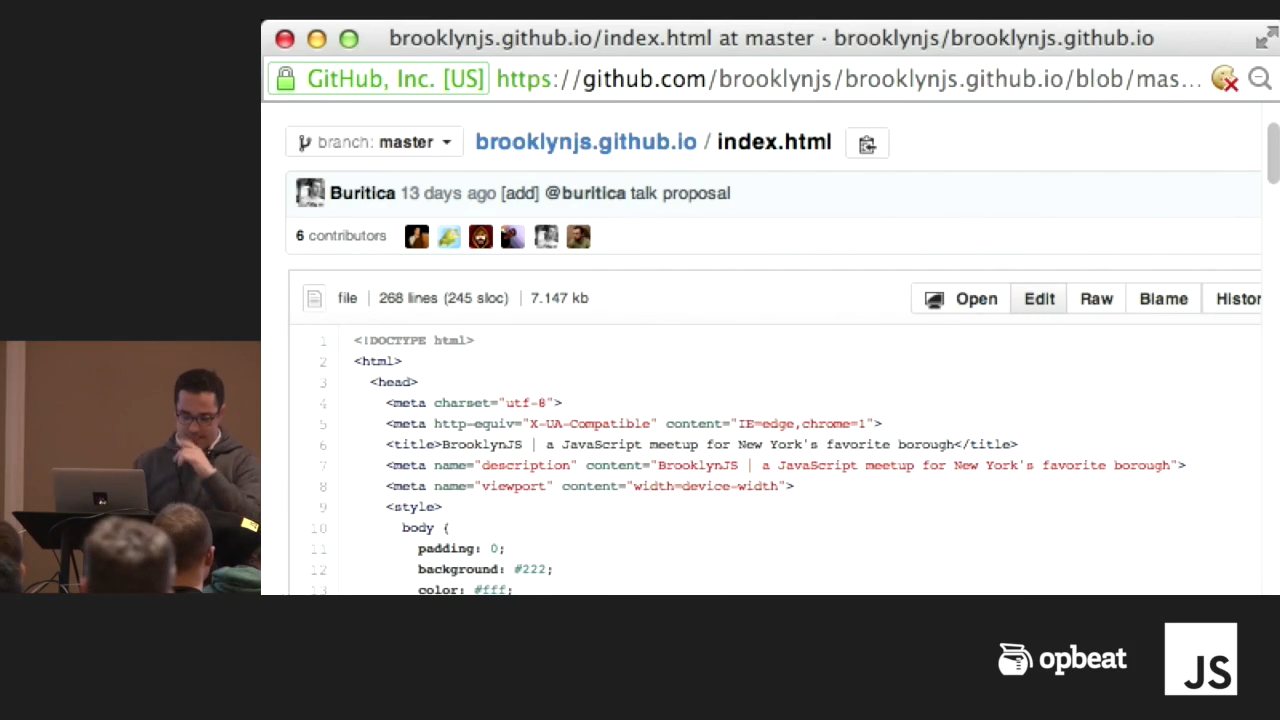 brooklynjs.github.io/index.html at master · brooklynjs/brooklynjs.github.io
GitHub, Inc. [US] https://github.com/brooklynjs/brooklynjs.github.io/blob/mas...
branch: master brooklynjs.github.io / index.html
Buritica 13 days ago [add] @buritica talk proposal
6 contributors
file 268 lines (245 sloc) 7.147 kb Open Edit Raw Blame Histor
1 <!DOCTYPE html>
2 <html>
3 <head>
4 <meta charset="utf-8">
5 <meta http-equiv="X-UA-Compatible" content="IE=edge,chrome=1">
6 <title>BrooklynJS | a JavaScript meetup for New York's favorite borough</title>
7 <meta name="description" content="BrooklynJS | a JavaScript meetup for New York's favorite borough">
8 <meta name="viewport" content="width=device-width">
9 <style>
10 body {
11 padding: 0;
12 background: #222;
13 color: #fff;
opbeat
JS